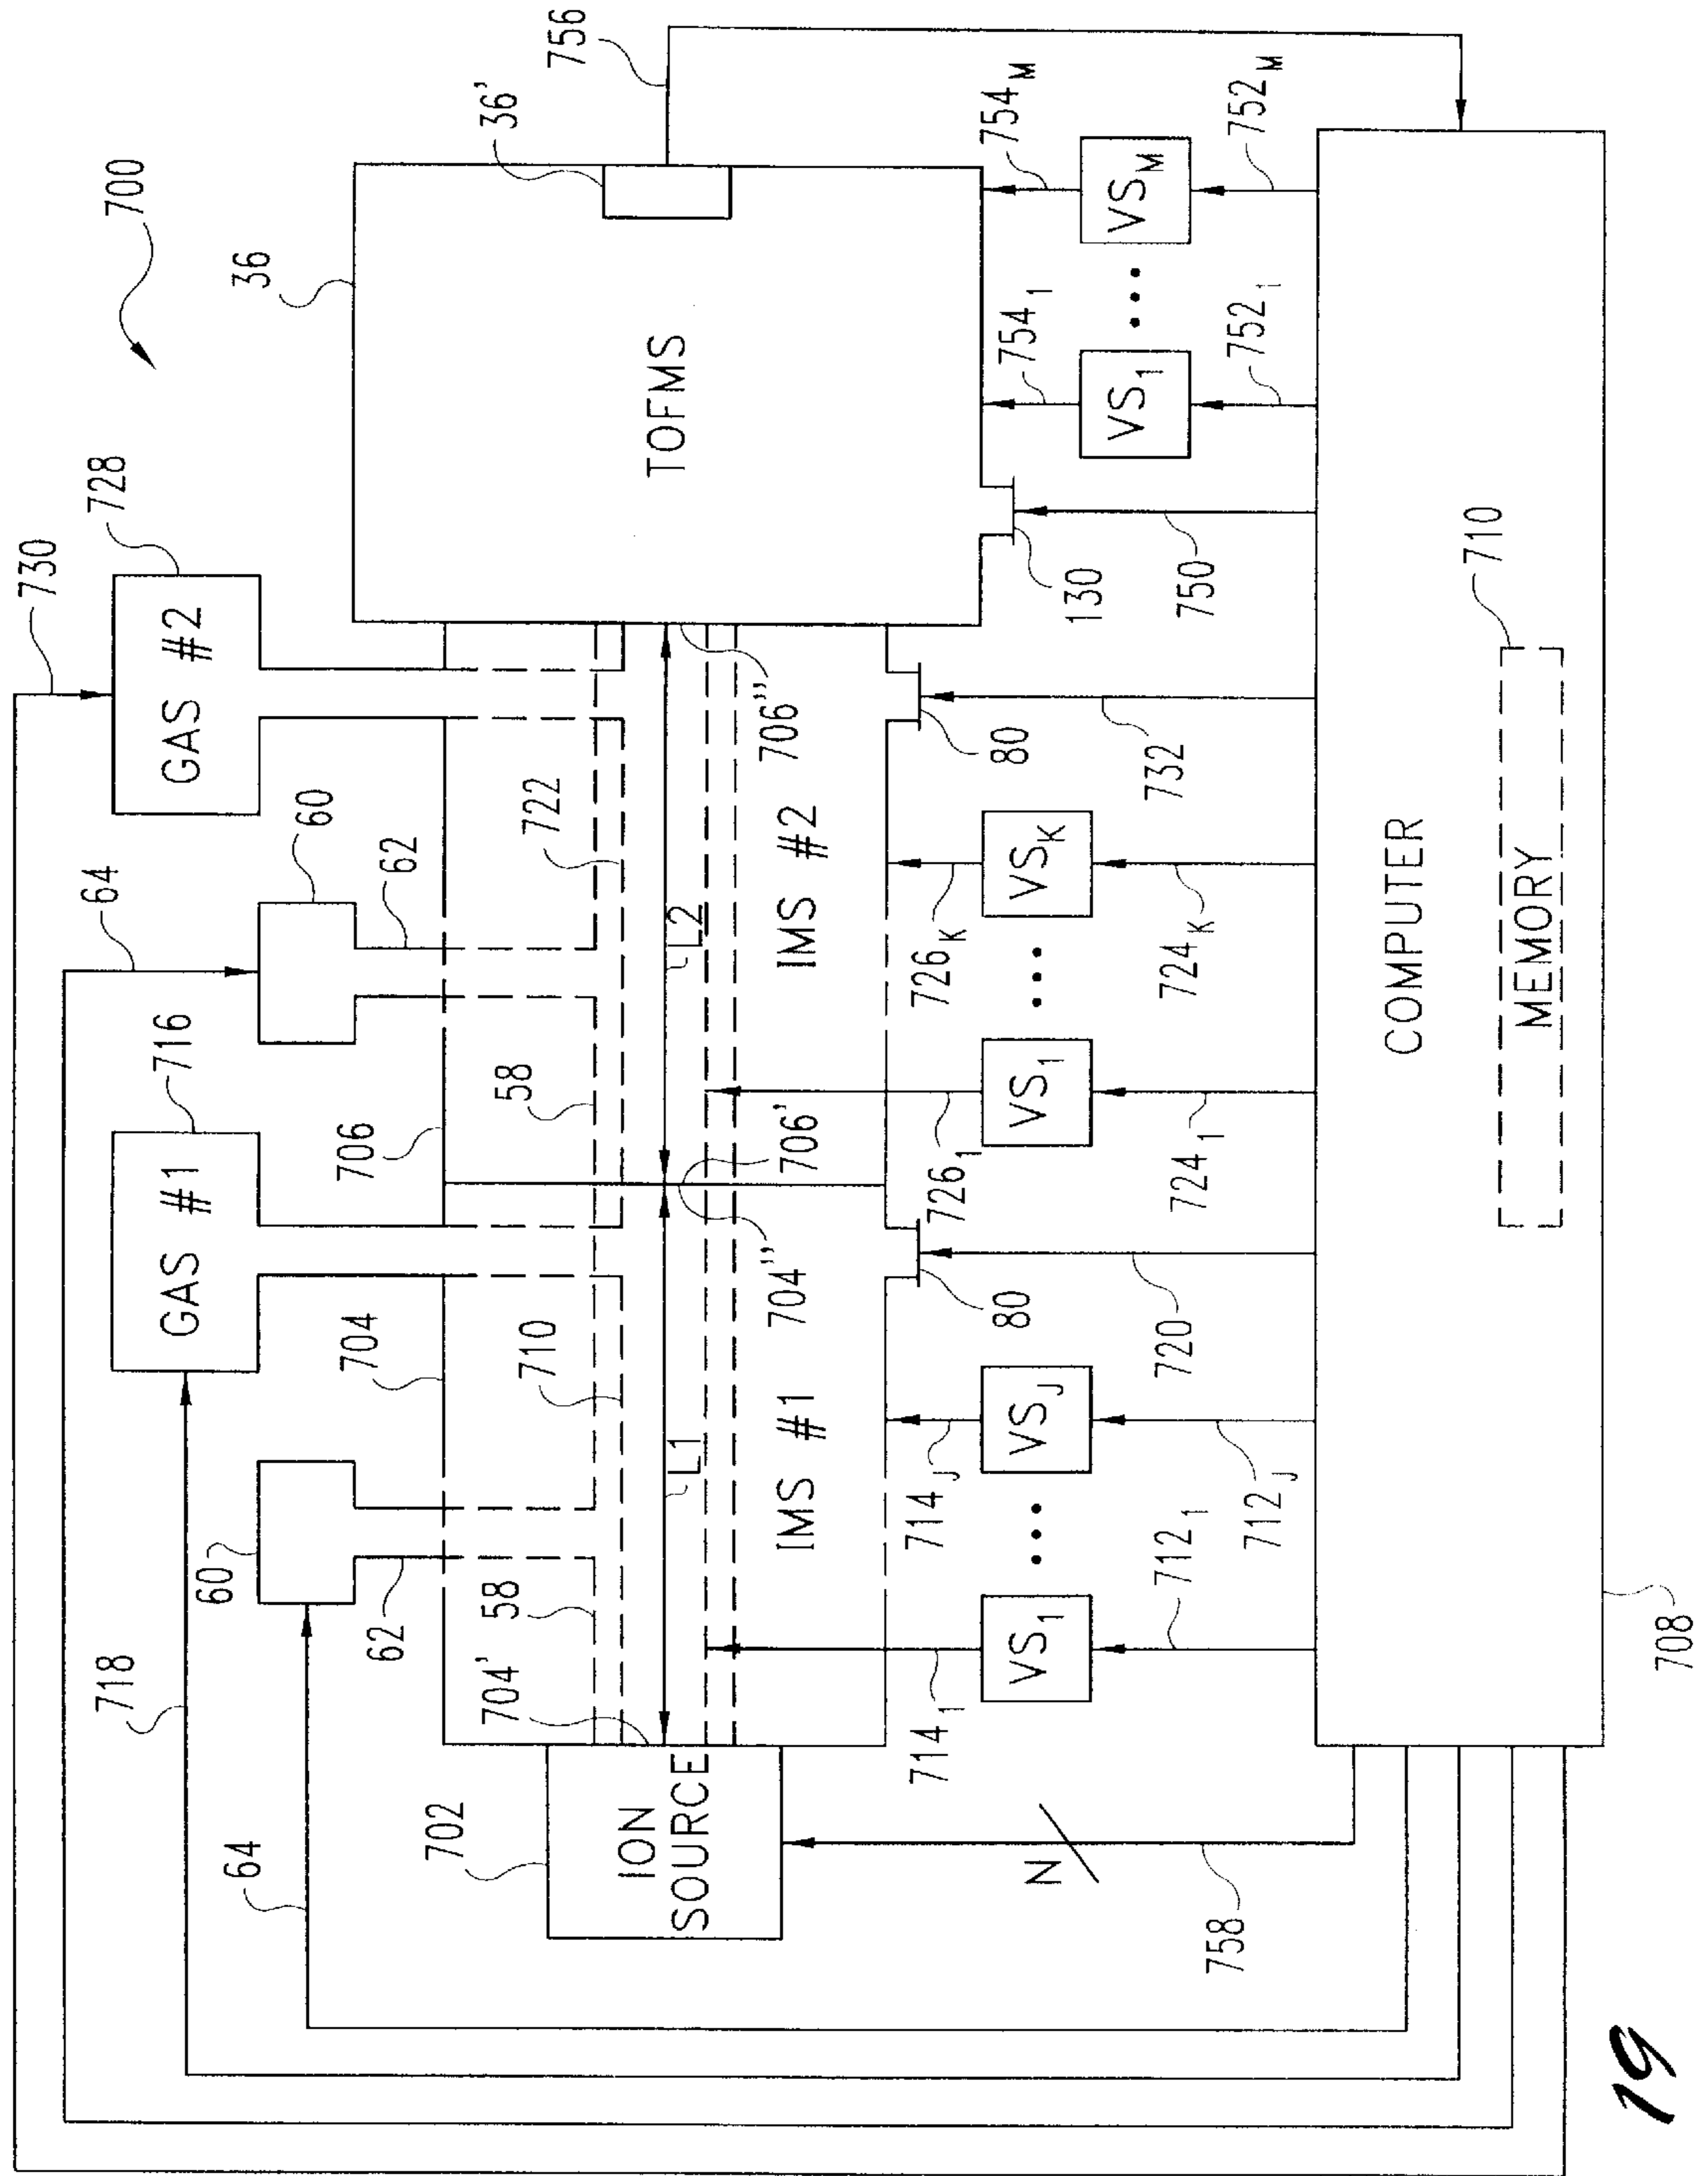 700
730
728
GAS #2
36
TOFMS
36'
756
64
716
GAS #1
60
62
706
722
718
60
62
704
58
710
58
704'
L1
L2
706''
704''
706'
IMS #1
IMS #2
64
702
ION
SOURCE
714₁
714J
726₁
726K
80
80
130
754₁
754M
VS₁
• • •
VSJ
VS₁
• • •
VSK
VS₁
• • •
VSM
712₁
712J
720
724₁
724K
732
750
752₁
752M
N
758
COMPUTER
710
MEMORY
708
19